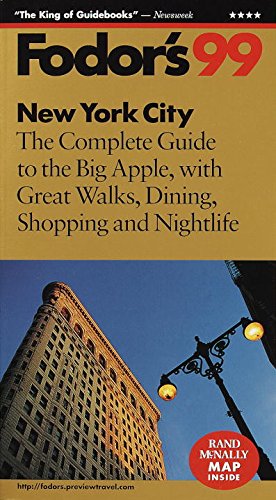 "The King of Guidebooks" — Newsweek ★★★★
Fodor's 99
New York City
The Complete Guide
to the Big Apple, with
Great Walks, Dining,
Shopping and Nightlife
RAND
McNALLY
MAP
INSIDE
http://fodors.previewtravel.com/